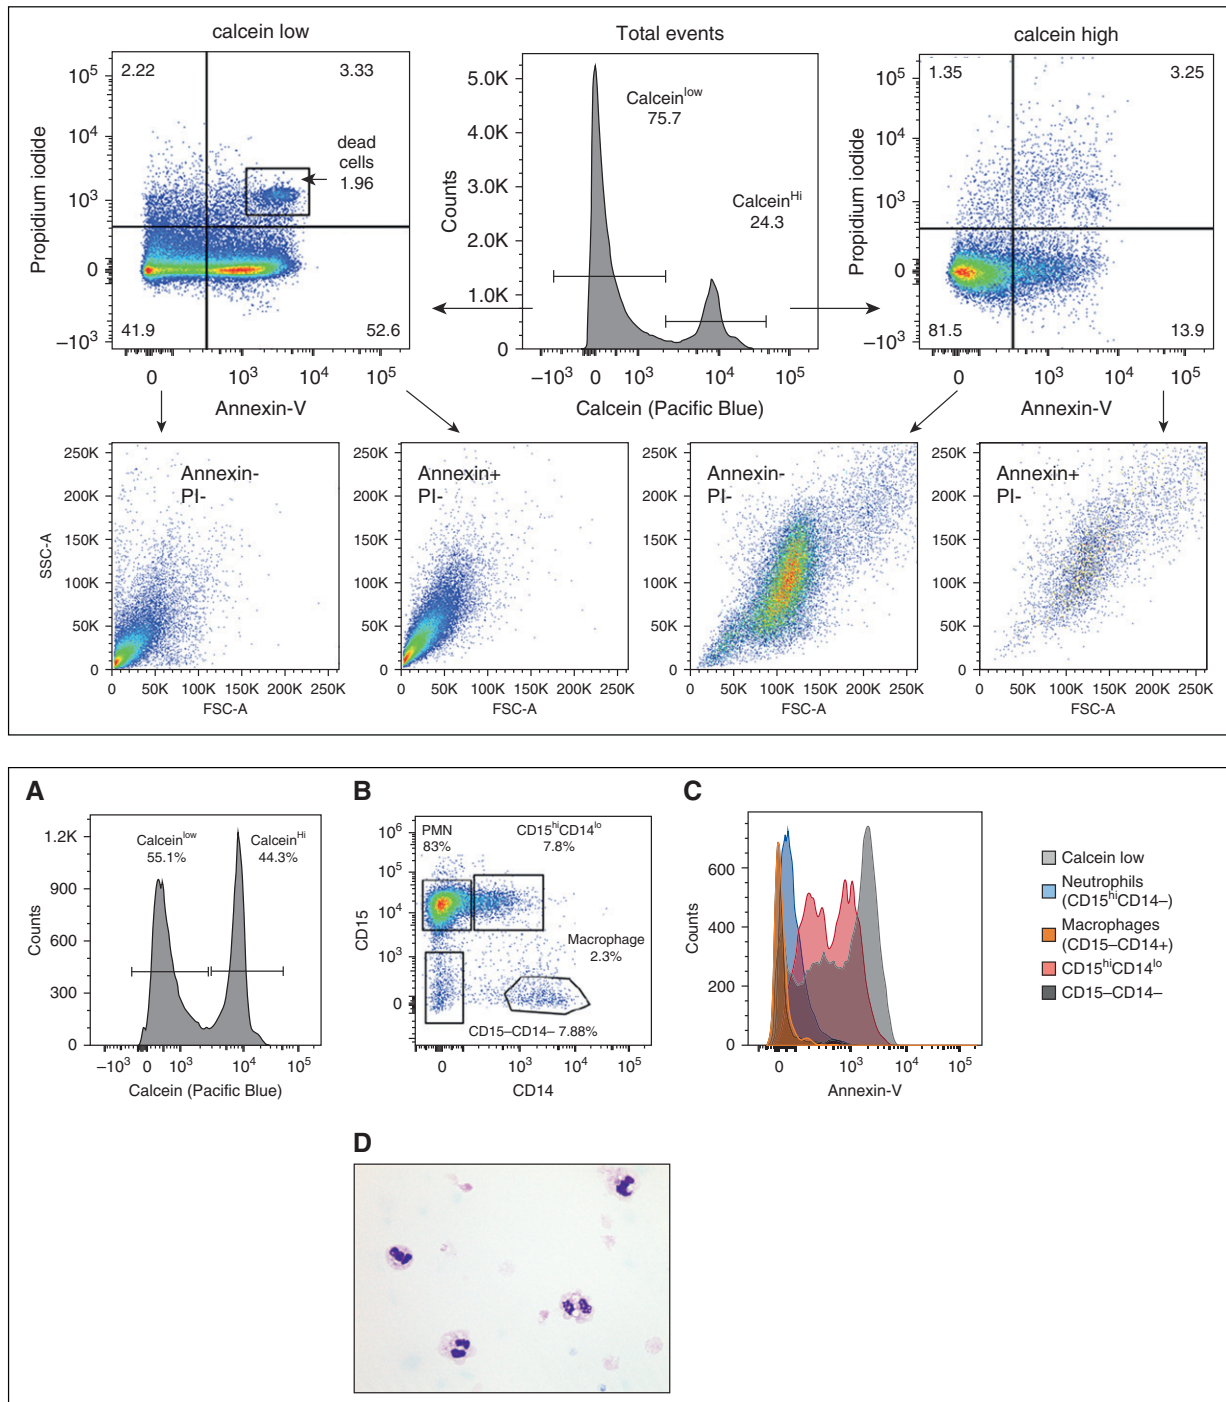 calcein low
2.22
3.33
dead
cells
1.96
41.9
52.6
10^5
10^4
10^3
0
−10^3
Propidium iodide
0
10^3
10^4
10^5
Annexin-V
Total events
Calcein^low
75.7
Calcein^Hi
24.3
5.0K
4.0K
3.0K
2.0K
1.0K
0
Counts
−10^3
0
10^3
10^4
10^5
Calcein (Pacific Blue)
calcein high
1.35
3.25
81.5
13.9
10^5
10^4
10^3
0
−10^3
Propidium iodide
0
10^3
10^4
10^5
Annexin-V
Annexin-
PI-
250K
200K
150K
100K
50K
0
SSC-A
0
50K
100K
150K
200K
250K
FSC-A
Annexin+
PI-
250K
200K
150K
100K
50K
0
0
50K
100K
150K
200K
250K
FSC-A
Annexin-
PI-
250K
200K
150K
100K
50K
0
0
50K
100K
150K
200K
250K
FSC-A
Annexin+
PI-
250K
200K
150K
100K
50K
0
0
50K
100K
150K
200K
250K
FSC-A
A
Calcein^low
55.1%
Calcein^Hi
44.3%
1.2K
900
600
300
0
Counts
−10^3
0
10^3
10^4
10^5
Calcein (Pacific Blue)
B
PMN
83%
CD15^hiCD14^lo
7.8%
Macrophage
2.3%
CD15–CD14– 7.88%
10^6
10^5
10^4
10^3
0
CD15
0
10^3
10^4
10^5
CD14
C
600
400
200
0
Counts
0
10^3
10^4
10^5
Annexin-V
Calcein low
Neutrophils
(CD15^hiCD14–)
Macrophages
(CD15–CD14+)
CD15^hiCD14^lo
CD15–CD14–
D